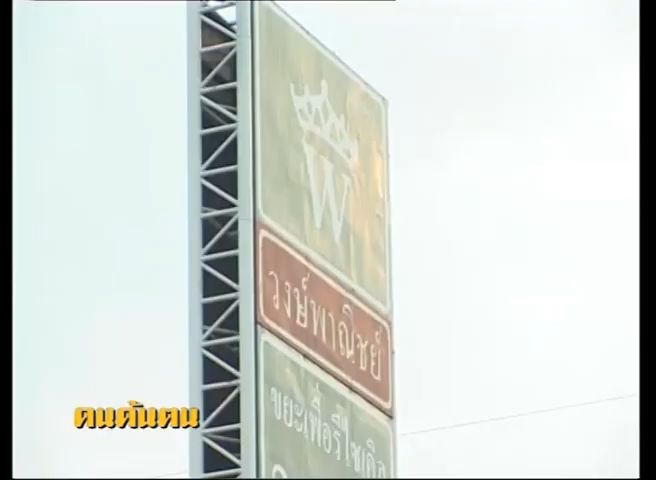 W
วงษ์พาณิชย์
ขยะเพื่อรีไซเคิล
คนค้นฅน